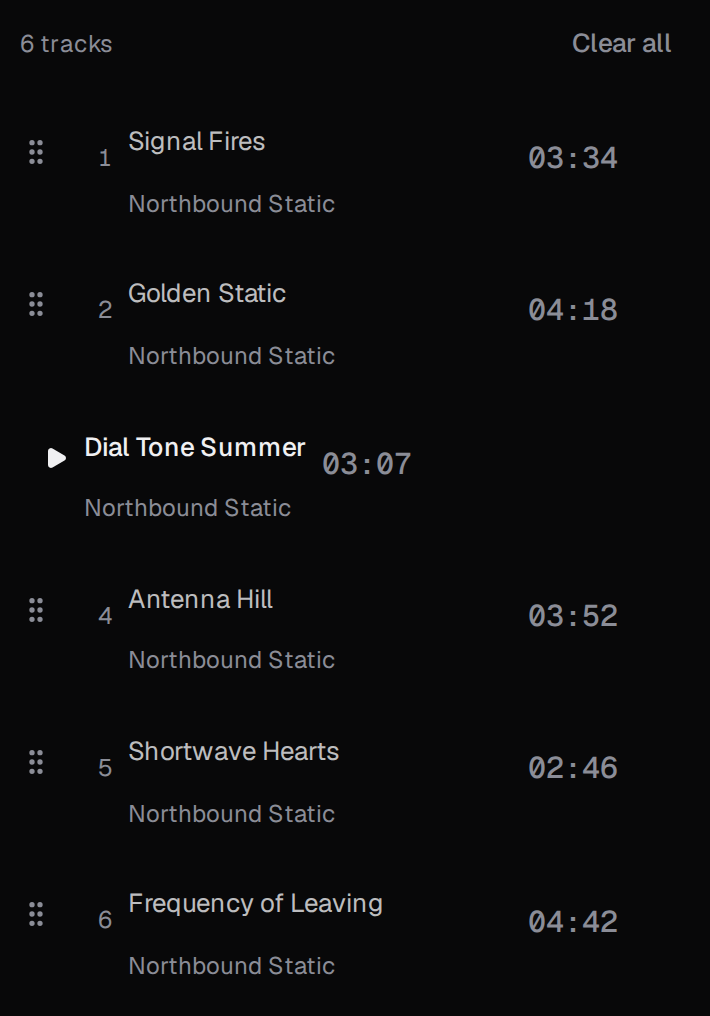 6 tracks Clear all
1 Signal Fires 03:34
Northbound Static
2 Golden Static 04:18
Northbound Static
Dial Tone Summer 03:07
Northbound Static
4 Antenna Hill 03:52
Northbound Static
5 Shortwave Hearts 02:46
Northbound Static
6 Frequency of Leaving 04:42
Northbound Static